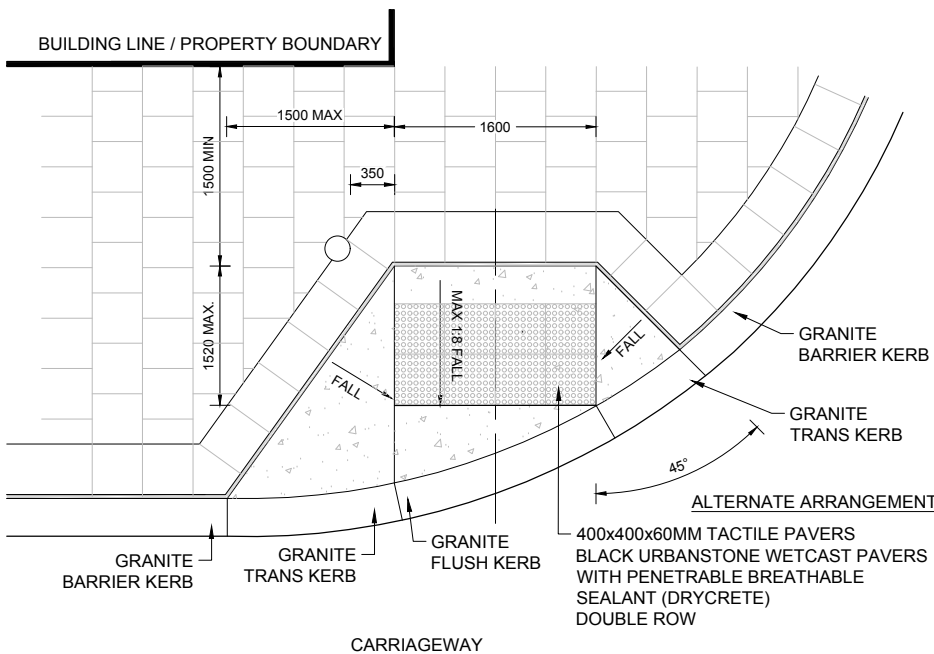 BUILDING LINE / PROPERTY BOUNDARY
1500 MAX
1600
1500 MIN
350
1520 MAX.
MAX 1:8 FALL
FALL
FALL
GRANITE
BARRIER KERB
GRANITE
TRANS KERB
45°
ALTERNATE ARRANGEMENT
400x400x60MM TACTILE PAVERS
BLACK URBANSTONE WETCAST PAVERS
WITH PENETRABLE BREATHABLE
SEALANT (DRYCRETE)
DOUBLE ROW
GRANITE
FLUSH KERB
GRANITE
TRANS KERB
GRANITE
BARRIER KERB
CARRIAGEWAY